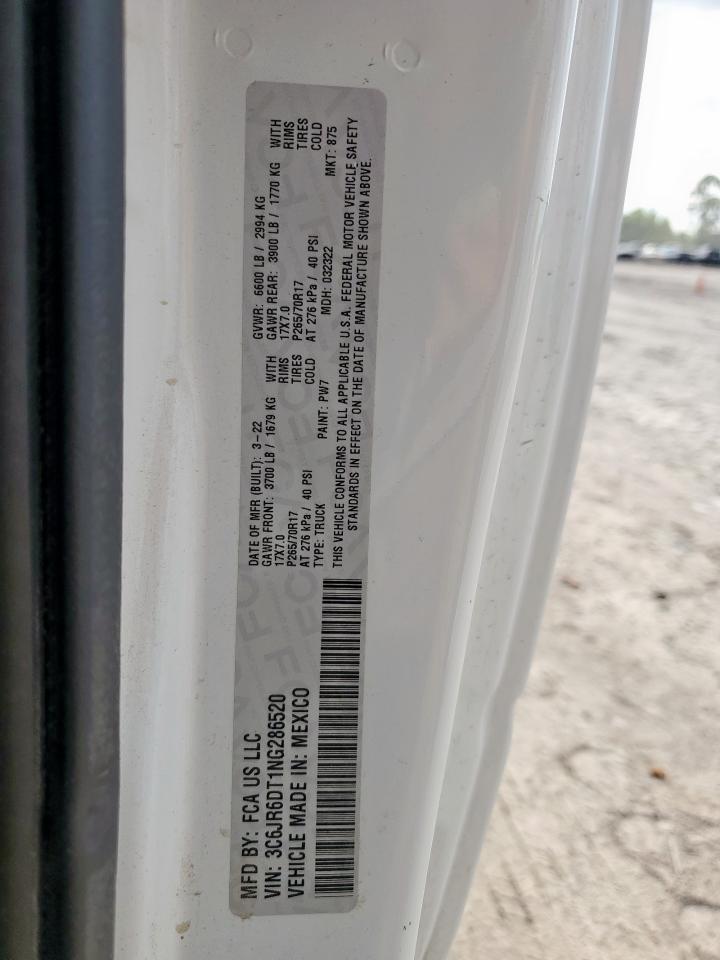 MFD BY: FCA US LLC
VIN: 3C6JR6DT1NG286520
VEHICLE MADE IN: MEXICO
DATE OF MFR (BUILT): 3-22 GVWR: 6600 LB / 2994 KG
GAWR FRONT: 3700 LB / 1679 KG WITH GAWR REAR: 3900 LB / 1770 KG WITH
17X7.0 RIMS 17X7.0 RIMS
P265/70R17 TIRES P265/70R17 TIRES
AT 276 kPa / 40 PSI COLD AT 276 kPa / 40 PSI COLD
TYPE: TRUCK PAINT: PW7 MDH: 032322 MKT: 875
THIS VEHICLE CONFORMS TO ALL APPLICABLE U.S.A. FEDERAL MOTOR VEHICLE SAFETY
STANDARDS IN EFFECT ON THE DATE OF MANUFACTURE SHOWN ABOVE.